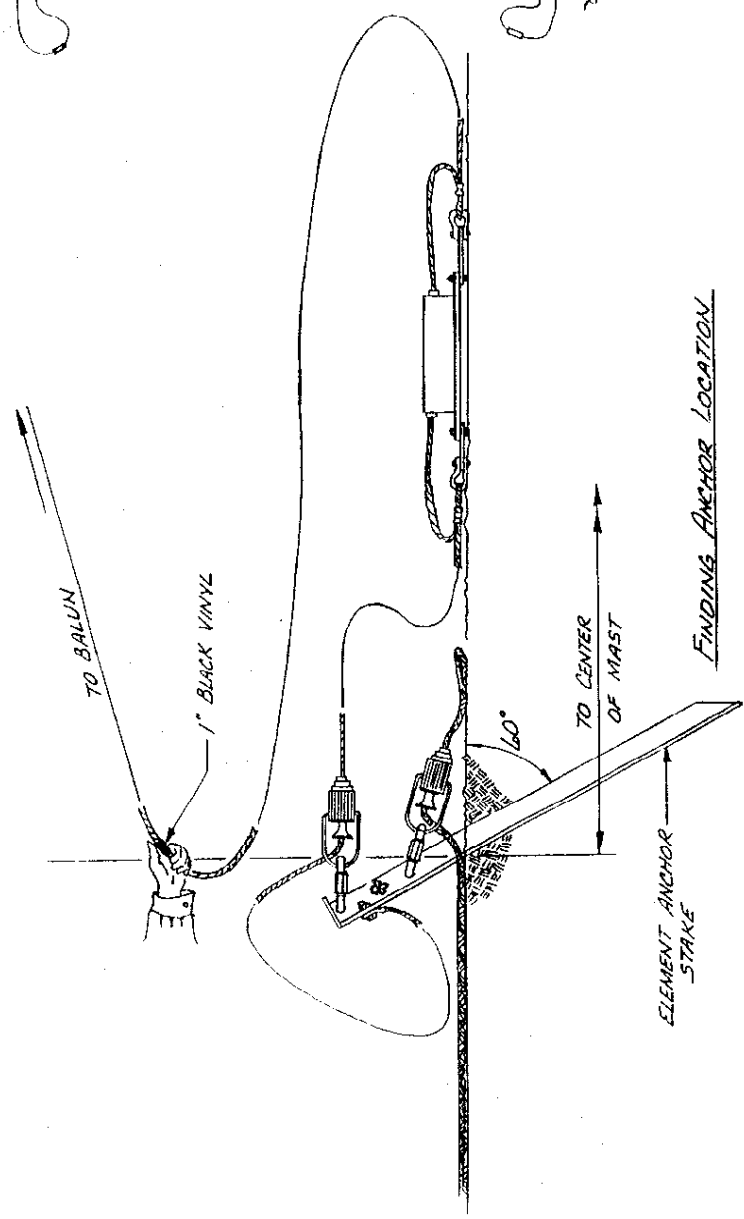 TO BALUN
1" BLACK VINYL
60°
TO CENTER
OF MAST
ELEMENT ANCHOR
STAKE
FINDING ANCHOR LOCATION